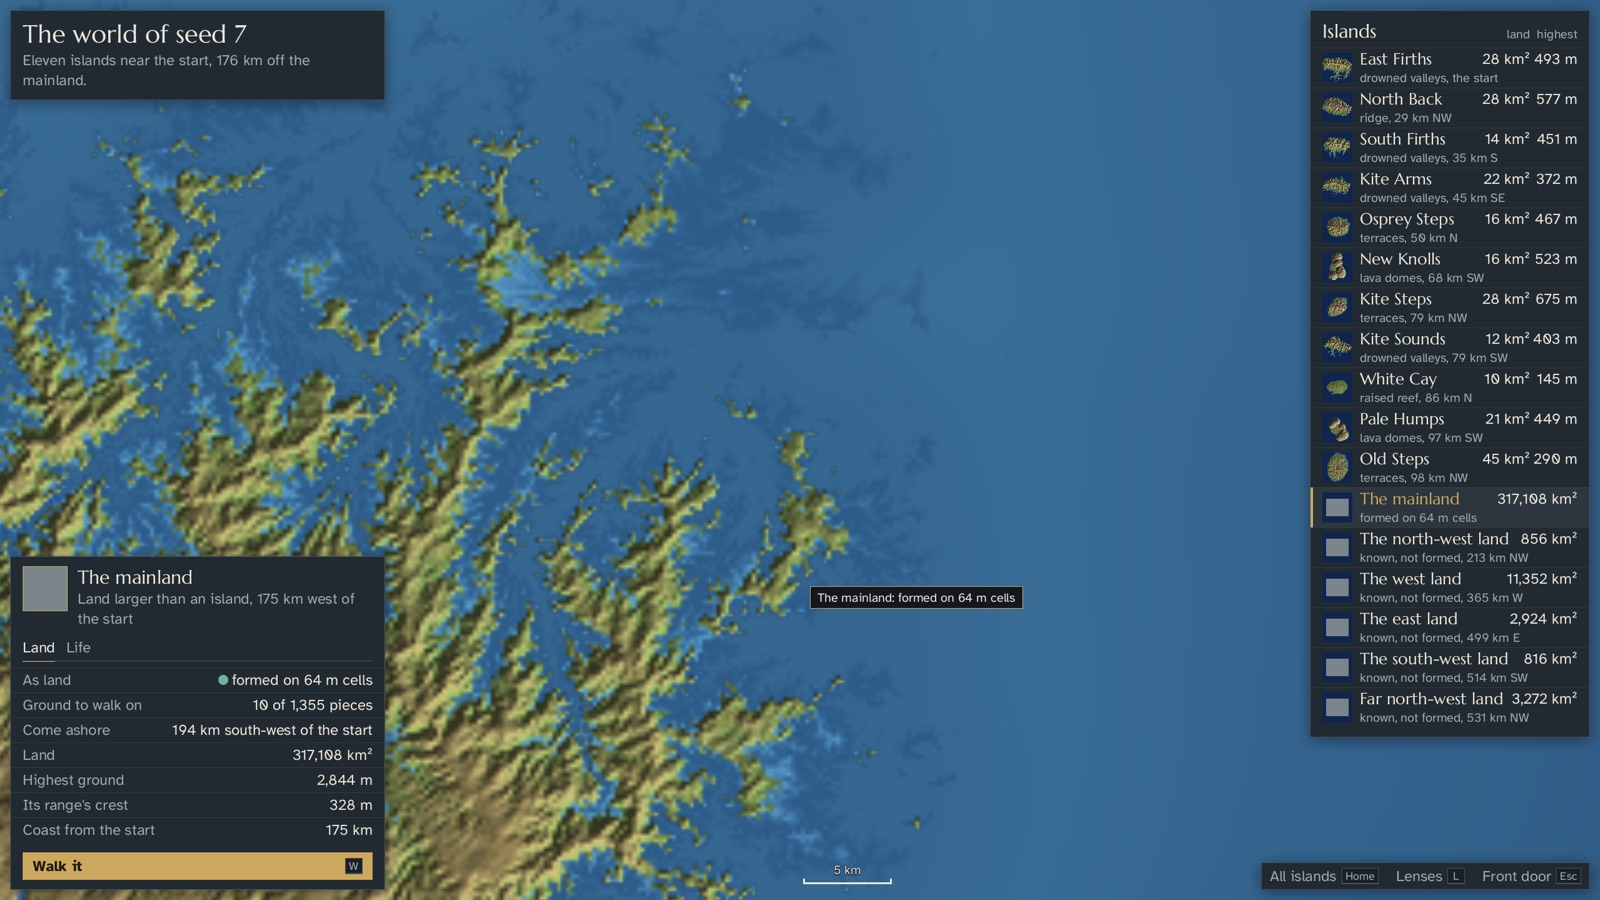 The world of seed 7
Eleven islands near the start, 176 km off the
mainland.
Islands
land highest
East Firths 28 km² 493 m
drowned valleys, the start
North Back 28 km² 577 m
ridge, 29 km NW
South Firths 14 km² 451 m
drowned valleys, 35 km S
Kite Arms 22 km² 372 m
drowned valleys, 45 km SE
Osprey Steps 16 km² 467 m
terraces, 50 km N
New Knolls 16 km² 523 m
lava domes, 68 km SW
Kite Steps 28 km² 675 m
terraces, 79 km NW
Kite Sounds 12 km² 403 m
drowned valleys, 79 km SW
White Cay 10 km² 145 m
raised reef, 86 km N
Pale Humps 21 km² 449 m
lava domes, 97 km SW
Old Steps 45 km² 290 m
terraces, 98 km NW
The mainland 317,108 km²
formed on 64 m cells
The north-west land 856 km²
known, not formed, 213 km NW
The west land 11,352 km²
known, not formed, 365 km W
The east land 2,924 km²
known, not formed, 499 km E
The south-west land 816 km²
known, not formed, 514 km SW
Far north-west land 3,272 km²
known, not formed, 531 km NW
The mainland
Land larger than an island, 175 km west of
the start
Land Life
As land formed on 64 m cells
Ground to walk on 10 of 1,355 pieces
Come ashore 194 km south-west of the start
Land 317,108 km²
Highest ground 2,844 m
Its range's crest 328 m
Coast from the start 175 km
Walk it W
The mainland: formed on 64 m cells
5 km
All islands Home Lenses L Front door Esc